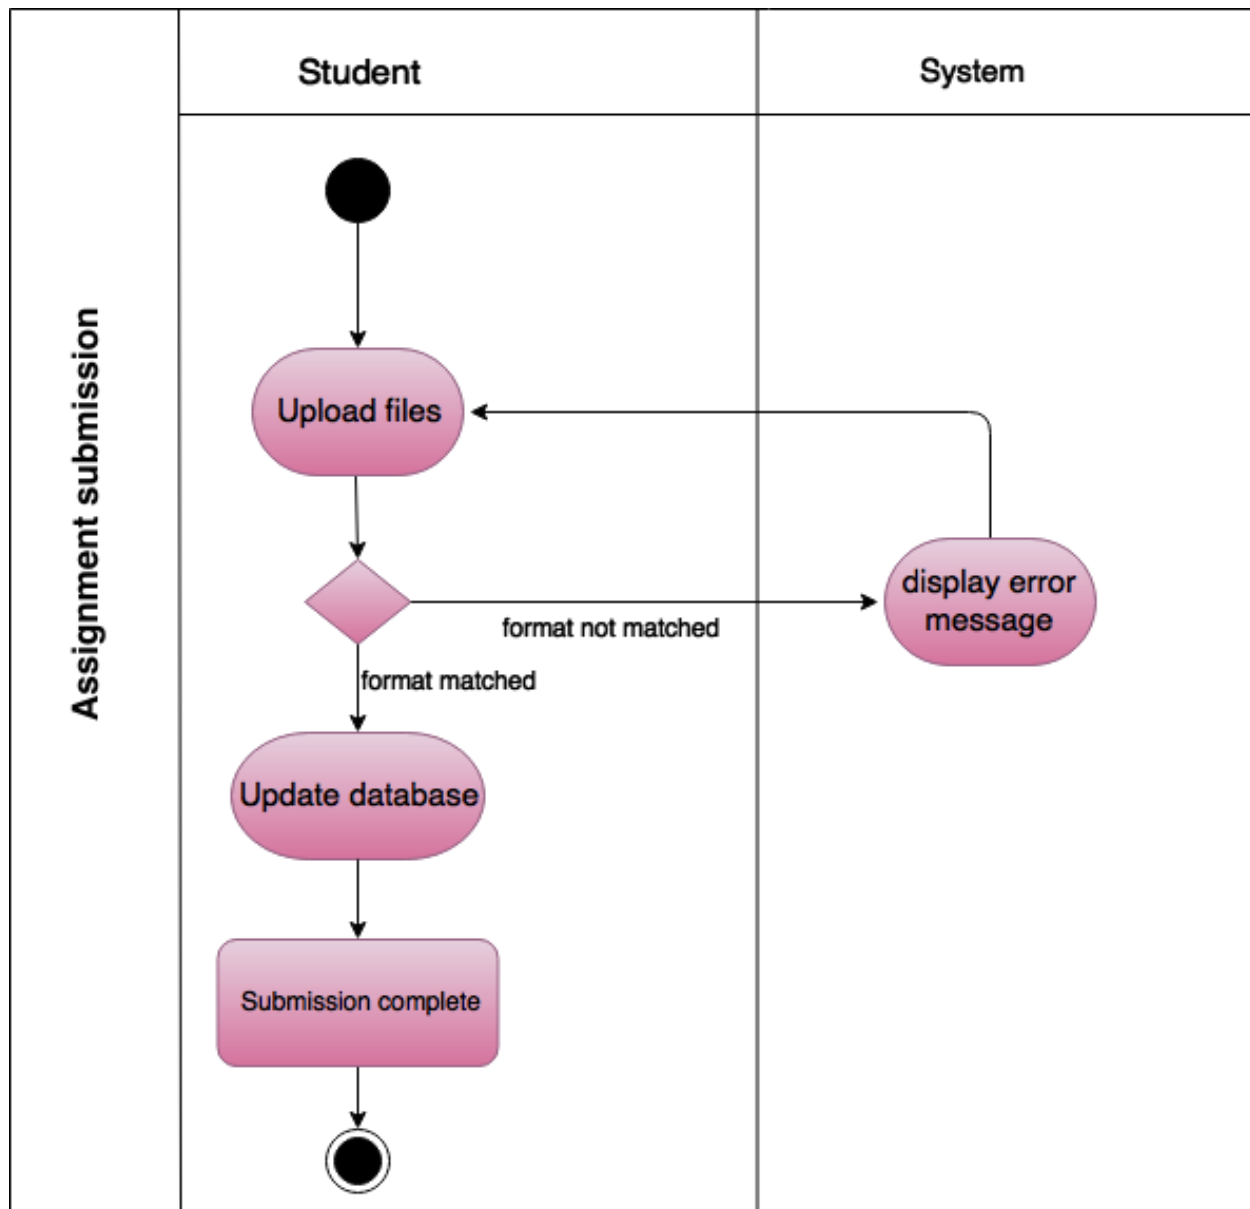 Student
System
Assignment submission
Upload files
display error
message
format not matched
format matched
Update database
Submission complete